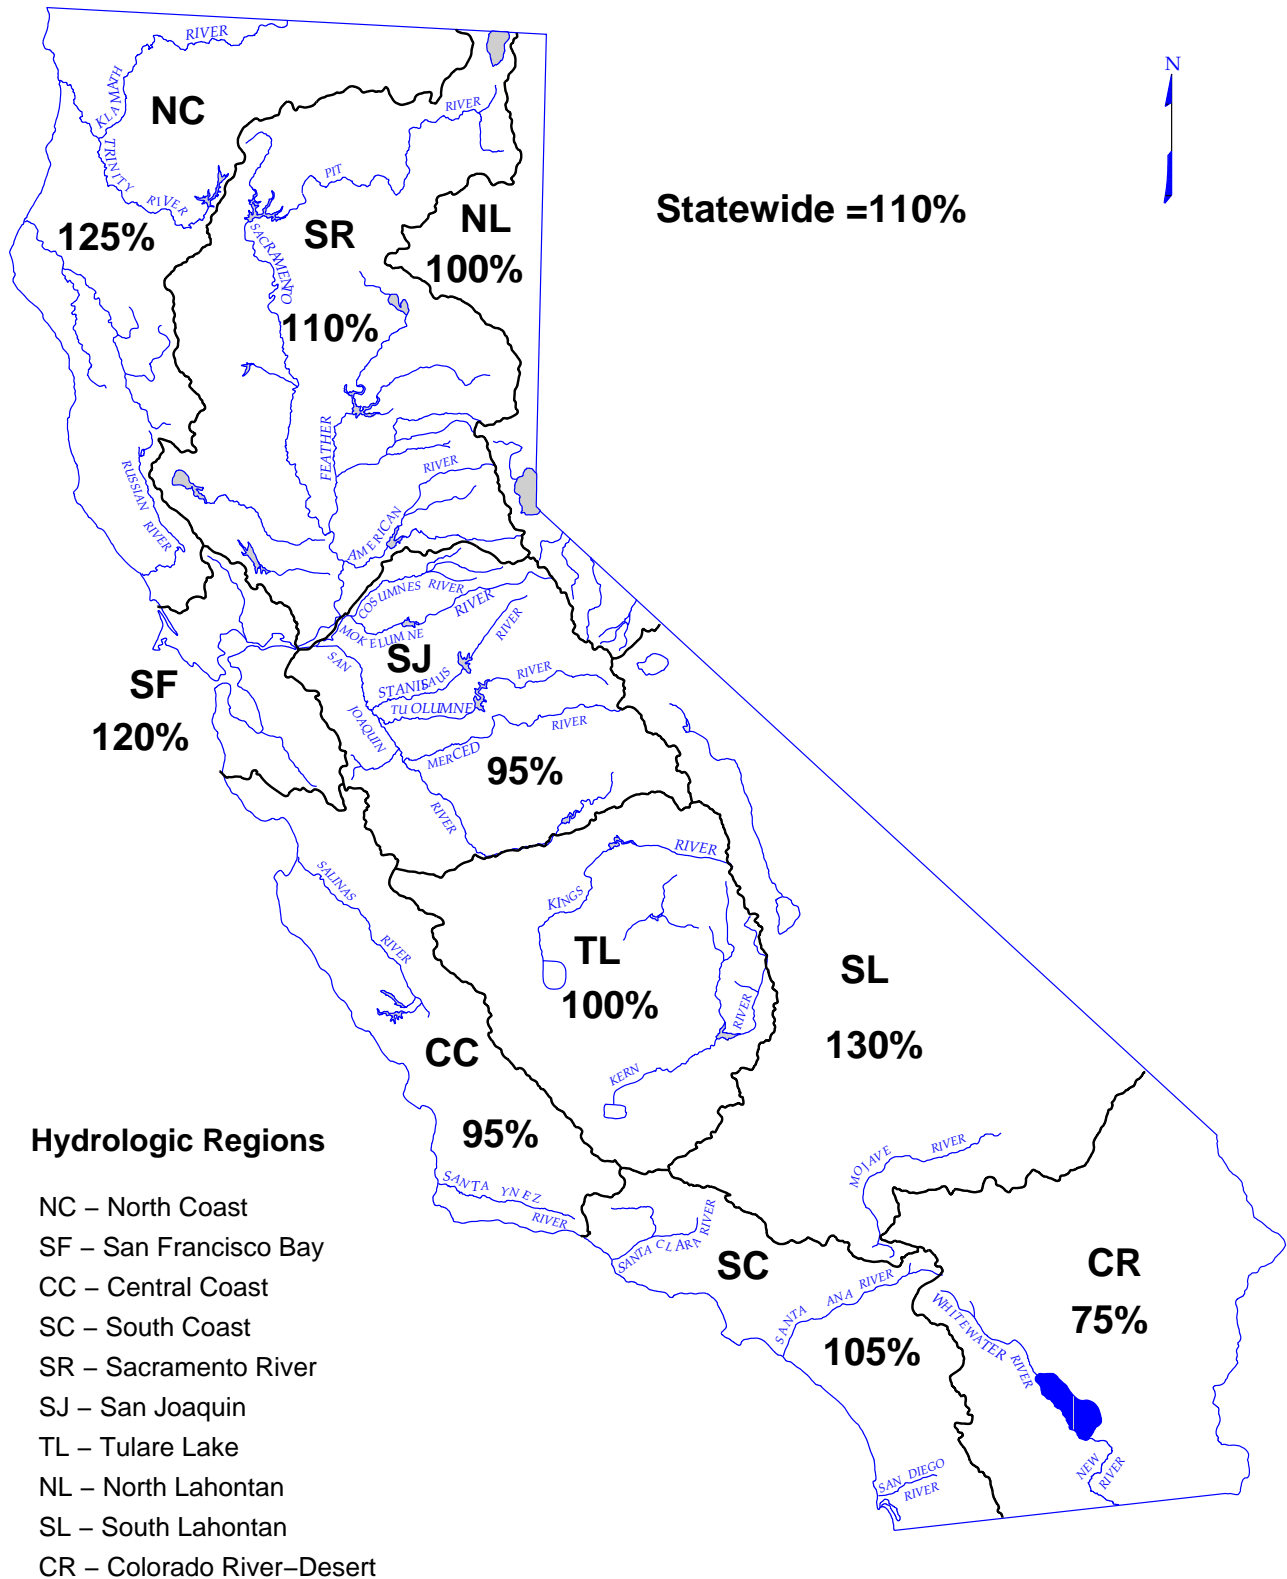 RIVER
KLAMATH
NC
TRINITY RIVER
125%
N
RIVER
PIT
SR
SACRAMENTO
110%
NL
100%
Statewide =110%
FEATHER
RIVER
AMERICAN
RUSSIAN RIVER
COSUMNES RIVER
MOKELUMNE RIVER
SAN
JOAQUIN
RIVER
SJ
STANISLAUS
RIVER
TUOLUMNE
RIVER
MERCED
RIVER
95%
SF
120%
SALINAS
RIVER
KINGS
RIVER
TL
100%
KERN
RIVER
SL
130%
CC
95%
SANTA YNEZ
RIVER
SANTA CLARA RIVER
SC
MOJAVE RIVER
SANTA ANA RIVER
105%
WHITEWATER RIVER
CR
75%
NEW RIVER
SAN DIEGO
RIVER
Hydrologic Regions
NC – North Coast
SF – San Francisco Bay
CC – Central Coast
SC – South Coast
SR – Sacramento River
SJ – San Joaquin
TL – Tulare Lake
NL – North Lahontan
SL – South Lahontan
CR – Colorado River–Desert